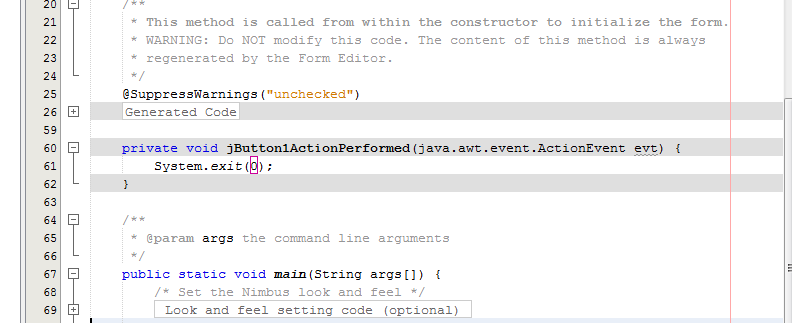 20 /**
21 * This method is called from within the constructor to initialize the form.
22 * WARNING: Do NOT modify this code. The content of this method is always
23 * regenerated by the Form Editor.
24 */
25 @SuppressWarnings("unchecked")
26 Generated Code
59
60 private void jButton1ActionPerformed(java.awt.event.ActionEvent evt) {
61 System.exit(0);
62 }
63
64 /**
65 * @param args the command line arguments
66 */
67 public static void main(String args[]) {
68 /* Set the Nimbus look and feel */
69 Look and feel setting code (optional)